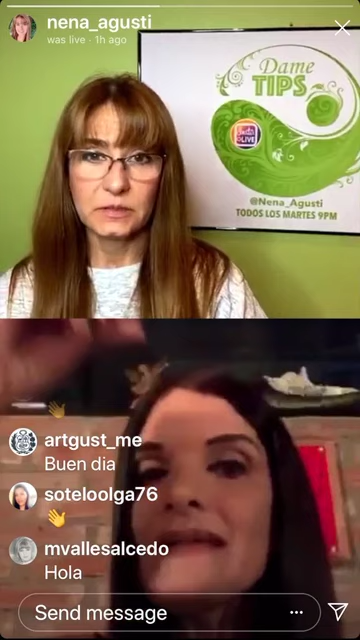 nena_agusti
was live · 1h ago
Dame
TIPS
Insta
LIVE
@Nena_Agusti
TODOS LOS MARTES 9PM
👋
artgust_me
Buen dia
soteloolga76
👋
mvallesalcedo
Hola
Send message